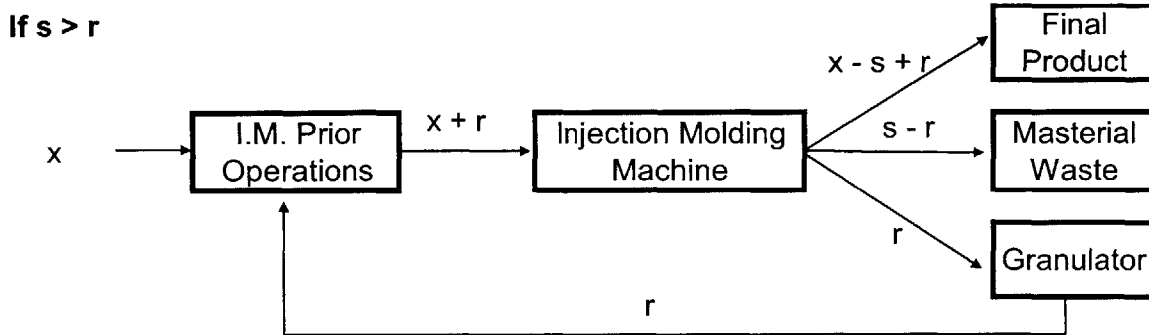 If s > r
Final
Product
x - s + r
x
I.M. Prior
Operations
x + r
Injection Molding
Machine
s - r
Masterial
Waste
r
Granulator
r